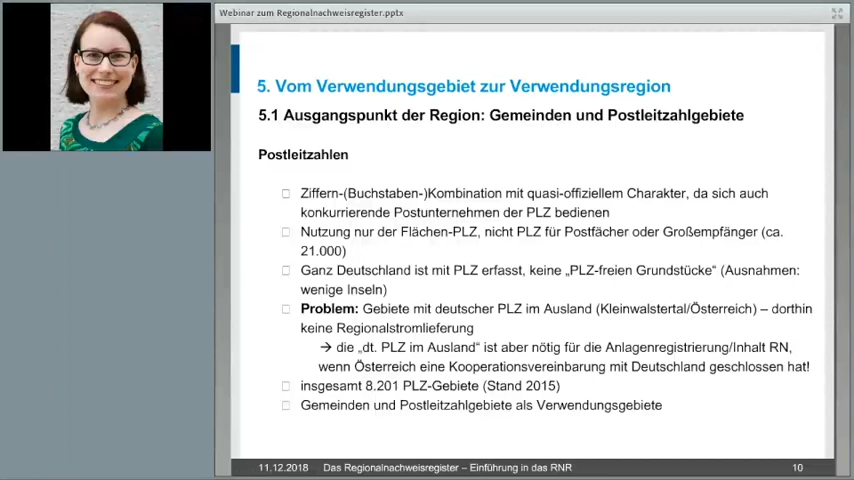 Webinar zum Regionalnachweisregister.pptx
5. Vom Verwendungsgebiet zur Verwendungsregion
5.1 Ausgangspunkt der Region: Gemeinden und Postleitzahlgebiete
Postleitzahlen
Ziffern-(Buchstaben-)Kombination mit quasi-offiziellem Charakter, da sich auch
konkurrierende Postunternehmen der PLZ bedienen
Nutzung nur der Flächen-PLZ, nicht PLZ für Postfächer oder Großempfänger (ca.
21.000)
Ganz Deutschland ist mit PLZ erfasst, keine „PLZ-freien Grundstücke“ (Ausnahmen:
wenige Inseln)
Problem: Gebiete mit deutscher PLZ im Ausland (Kleinwalstertal/Österreich) – dorthin
keine Regionalstromlieferung
→ die „dt. PLZ im Ausland“ ist aber nötig für die Anlagenregistrierung/Inhalt RN,
wenn Österreich eine Kooperationsvereinbarung mit Deutschland geschlossen hat!
insgesamt 8.201 PLZ-Gebiete (Stand 2015)
Gemeinden und Postleitzahlgebiete als Verwendungsgebiete
11.12.2018 Das Regionalnachweisregister – Einführung in das RNR 10